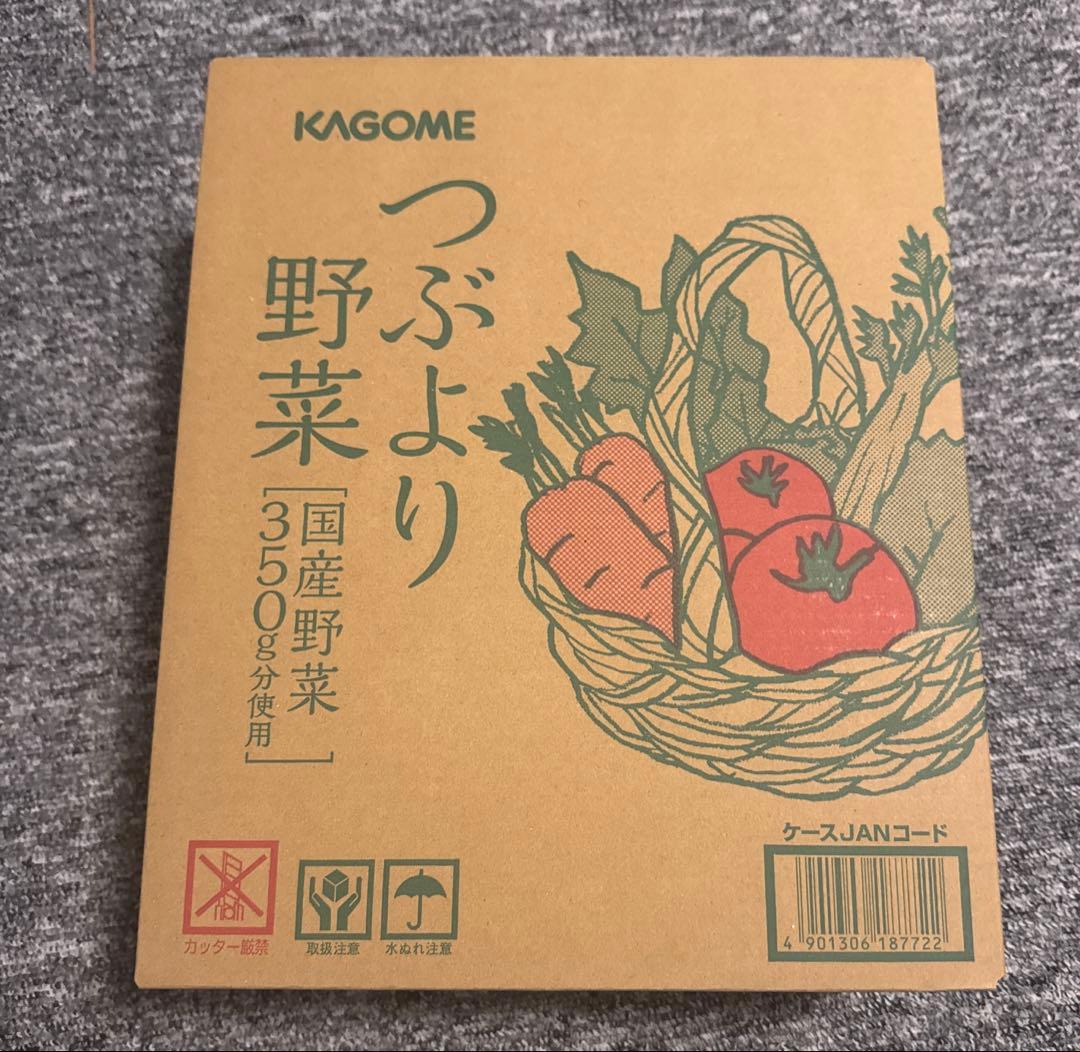 KAGOME
つぶより
野菜
[国産野菜
350g分使用]
カッター厳禁
取扱注意
水ぬれ注意
ケースJANコード
4 901306 187722